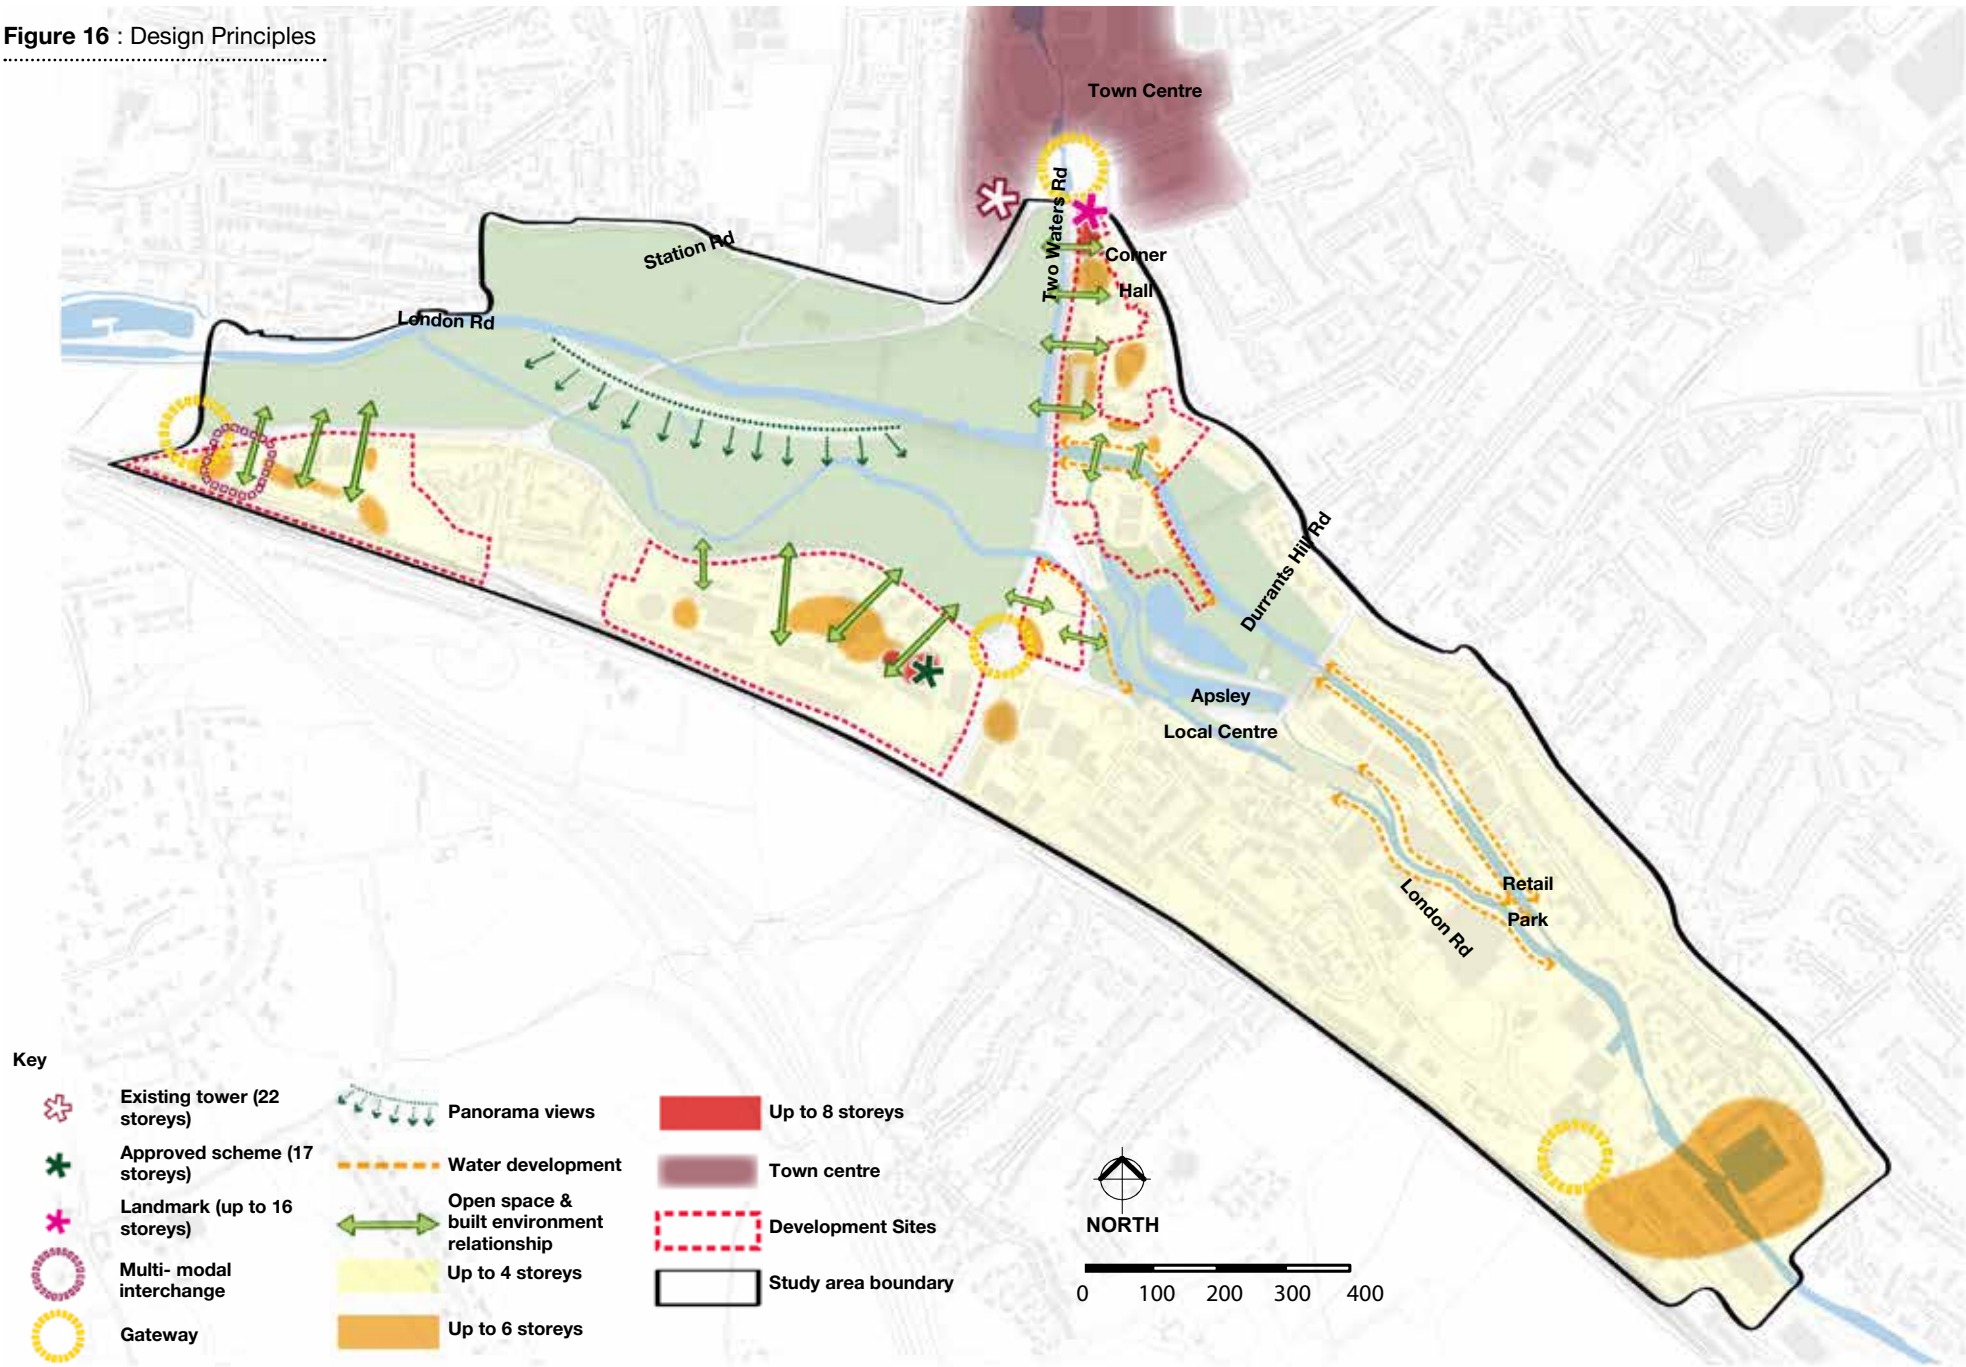 Figure 16 : Design Principles
Town Centre
Two Waters Rd
Corner
Hall
Station Rd
London Rd
Durrants Hill Rd
Apsley
Local Centre
Retail
Park
London Rd
Key
Existing tower (22
storeys)
Approved scheme (17
storeys)
Landmark (up to 16
storeys)
Multi- modal
interchange
Gateway
Panorama views
Water development
Open space &
built environment
relationship
Up to 4 storeys
Up to 6 storeys
Up to 8 storeys
Town centre
Development Sites
Study area boundary
NORTH
0 100 200 300 400